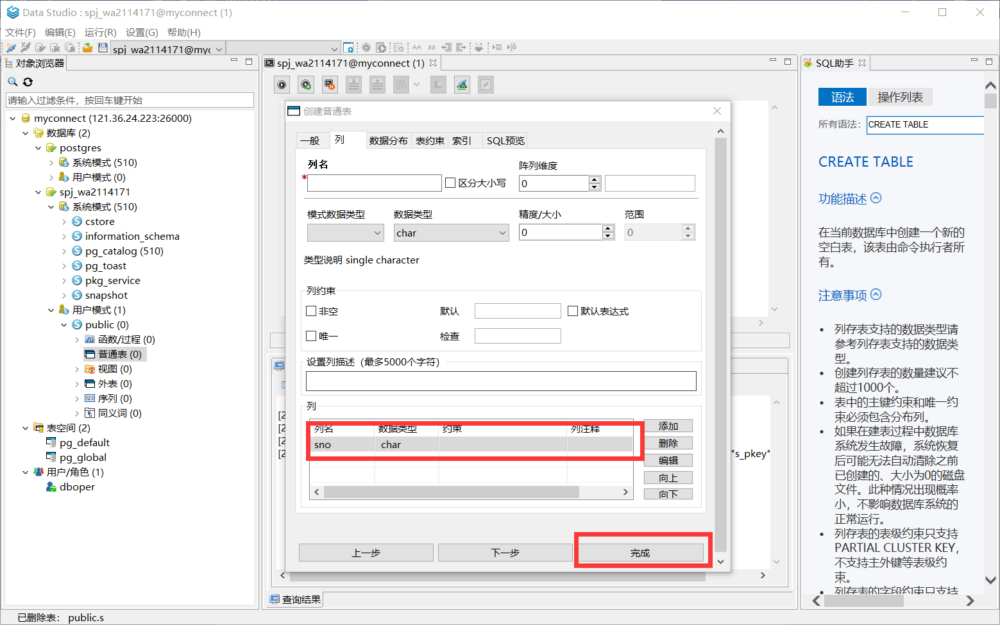 Data Studio : spj_wa2114171@myconnect (1)
文件(F) 编辑(E) 运行(R) 设置(G) 帮助(H)
spj_wa2114171@my
AA aa
对象浏览器
请输入过滤条件，按回车键开始
myconnect (121.36.24.223:26000)
数据库 (2)
postgres
系统模式 (510)
用户模式 (0)
spj_wa2114171
系统模式 (510)
cstore
information_schema
pg_catalog (510)
pg_toast
pkg_service
snapshot
用户模式 (1)
public (0)
函数/过程 (0)
普通表 (0)
视图 (0)
外表 (0)
序列 (0)
同义词 (0)
表空间 (2)
pg_default
pg_global
用户/角色 (1)
dboper
已删除表： public.s
spj_wa2114171@myconnect (1)
创建普通表
一般 列 数据分布 表约束 索引 SQL预览
列名
*
区分大小写
阵列维度
0
模式数据类型 数据类型 精度/大小 范围
char 0 0
类型说明 single character
列约束
非空 默认 默认表达式
唯一 检查
设置列描述（最多5000个字符）
列
列名 数据类型 约束 列注释
sno char
添加
删除
编辑
向上
向下
上一步 下一步 完成
[2
[2
[2
[2
"s_pkey"
查询结果
SQL助手
语法 操作列表
所有语法： CREATE TABLE
CREATE TABLE
功能描述
在当前数据库中创建一个新的
空白表，该表由命令执行者所
有。
注意事项
• 列存表支持的数据类型请
参考列存表支持的数据类
型。
• 创建列存表的数量建议不
超过1000个。
• 表中的主键约束和唯一约
束必须包含分布列。
• 如果在建表过程中数据库
系统发生故障，系统恢复
后可能无法自动清除之前
已创建的、大小为0的磁盘
文件。此种情况出现概率
小，不影响数据库系统的
正常运行。
• 列存表的表级约束只支持
PARTIAL CLUSTER KEY，
不支持主外键等表级约
束。
• 列存表的字段约束只支持